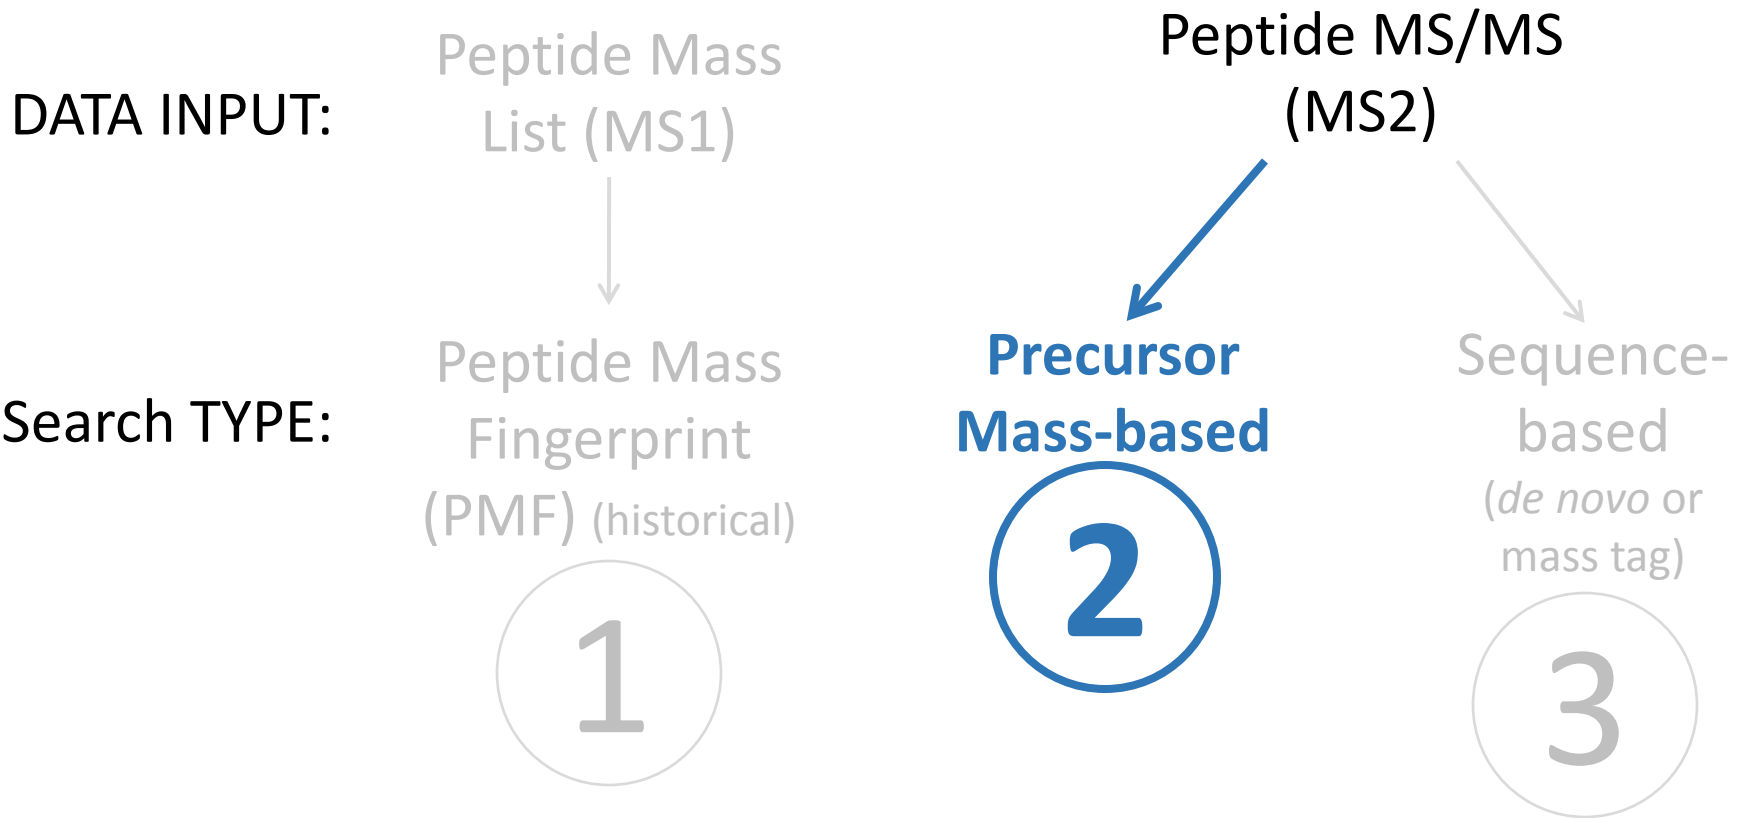 DATA INPUT:
Peptide Mass
List (MS1)
Peptide MS/MS
(MS2)
Search TYPE:
Peptide Mass
Fingerprint
(PMF) (historical)
1
Precursor
Mass-based
2
Sequence-
based
(de novo or
mass tag)
3